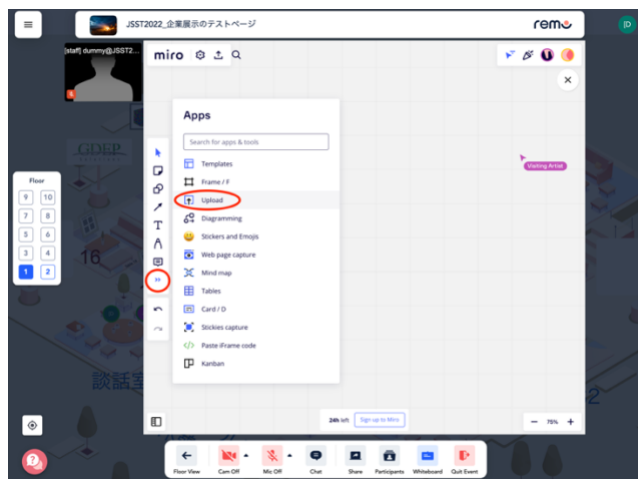 JSST2022_企業展示のテストページ
remo
JD
[staff] dummy@JSST2...
miro
GDEP
Apps
Search for apps & tools
Templates
Frame / F
Upload
Diagramming
Stickers and Emojis
Web page capture
Mind map
Tables
Card / D
Stickies capture
Paste iFrame code
Kanban
Visiting Artist
Floor
9 10
7 8
5 6
3 4
1 2
16
談話室
2
24h left
Sign up to Miro
75%
Floor View
Cam Off
Mic Off
Chat
Share
Participants
Whiteboard
Quit Event